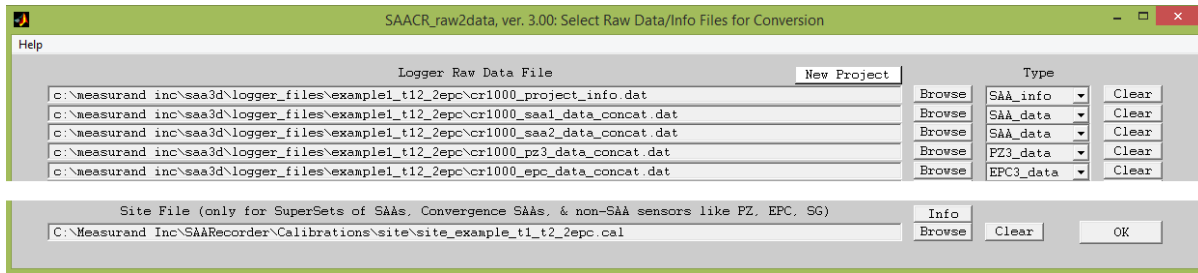 SAACR_raw2data, ver. 3.00: Select Raw Data/Info Files for Conversion
Help
Logger Raw Data File New Project Type
c:\measurand inc\saa3d\logger_files\example1_t12_2epc\cr1000_project_info.dat Browse SAA_info Clear
c:\measurand inc\saa3d\logger_files\example1_t12_2epc\cr1000_saa1_data_concat.dat Browse SAA_data Clear
c:\measurand inc\saa3d\logger_files\example1_t12_2epc\cr1000_saa2_data_concat.dat Browse SAA_data Clear
c:\measurand inc\saa3d\logger_files\example1_t12_2epc\cr1000_pz3_data_concat.dat Browse PZ3_data Clear
c:\measurand inc\saa3d\logger_files\example1_t12_2epc\cr1000_epc_data_concat.dat Browse EPC3_data Clear
Site File (only for SuperSets of SAAs, Convergence SAAs, & non-SAA sensors like PZ, EPC, SG) Info
C:\Measurand Inc\SAARecorder\Calibrations\site\site_example_t1_t2_2epc.cal Browse Clear OK